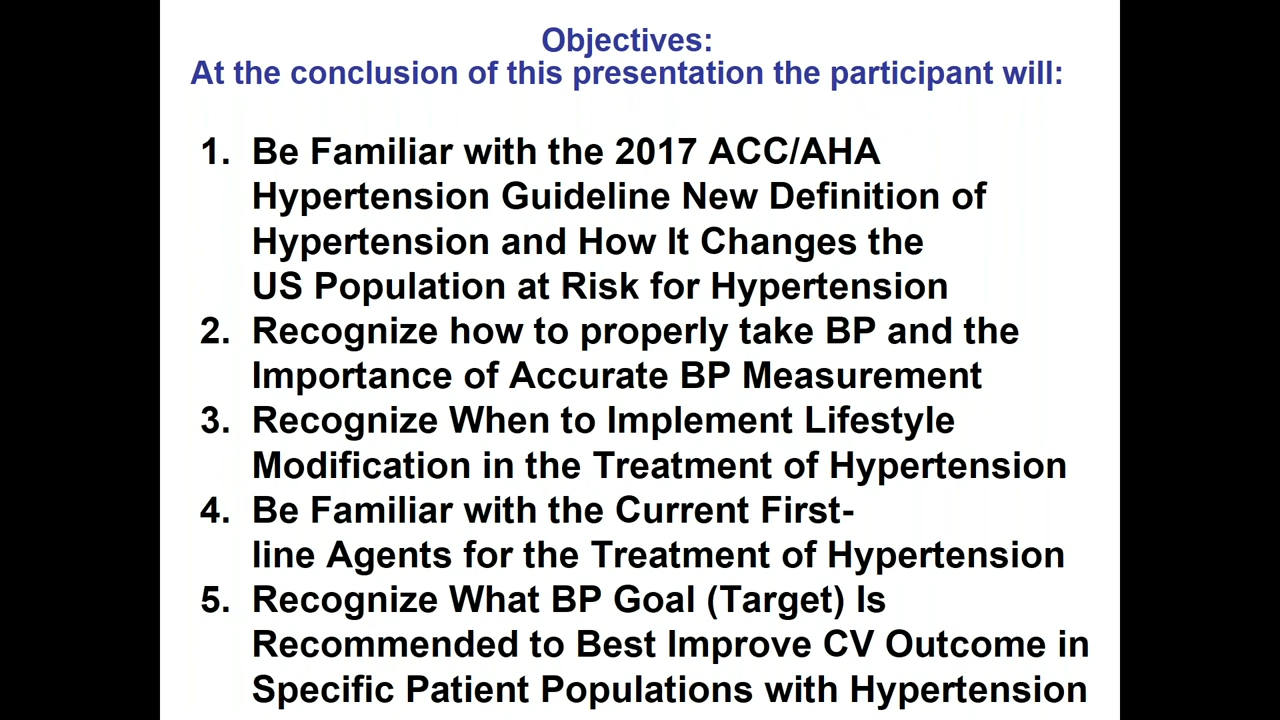 Objectives:
At the conclusion of this presentation the participant will:
1. Be Familiar with the 2017 ACC/AHA
Hypertension Guideline New Definition of
Hypertension and How It Changes the
US Population at Risk for Hypertension
2. Recognize how to properly take BP and the
Importance of Accurate BP Measurement
3. Recognize When to Implement Lifestyle
Modification in the Treatment of Hypertension
4. Be Familiar with the Current First-
line Agents for the Treatment of Hypertension
5. Recognize What BP Goal (Target) Is
Recommended to Best Improve CV Outcome in
Specific Patient Populations with Hypertension